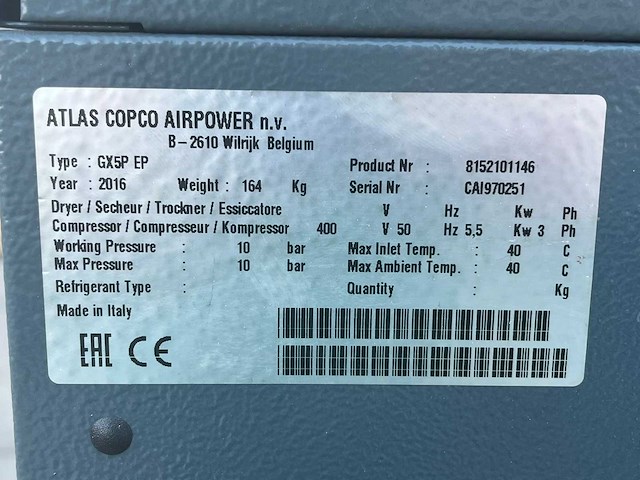 ATLAS COPCO AIRPOWER n.v.
B-2610 Wilrijk Belgium
Type : GX5P EP Product Nr : 8152101146
Year : 2016 Weight : 164 Kg Serial Nr : CAI970251
Dryer / Secheur / Trockner / Essiccatore V Hz Kw Ph
Compressor / Compresseur / Kompressor 400 V 50 Hz 5,5 Kw 3 Ph
Working Pressure : 10 bar Max Inlet Temp. : 40 C
Max Pressure : 10 bar Max Ambient Temp. : 40 C
Refrigerant Type : Quantity : Kg
Made in Italy
EAC CE